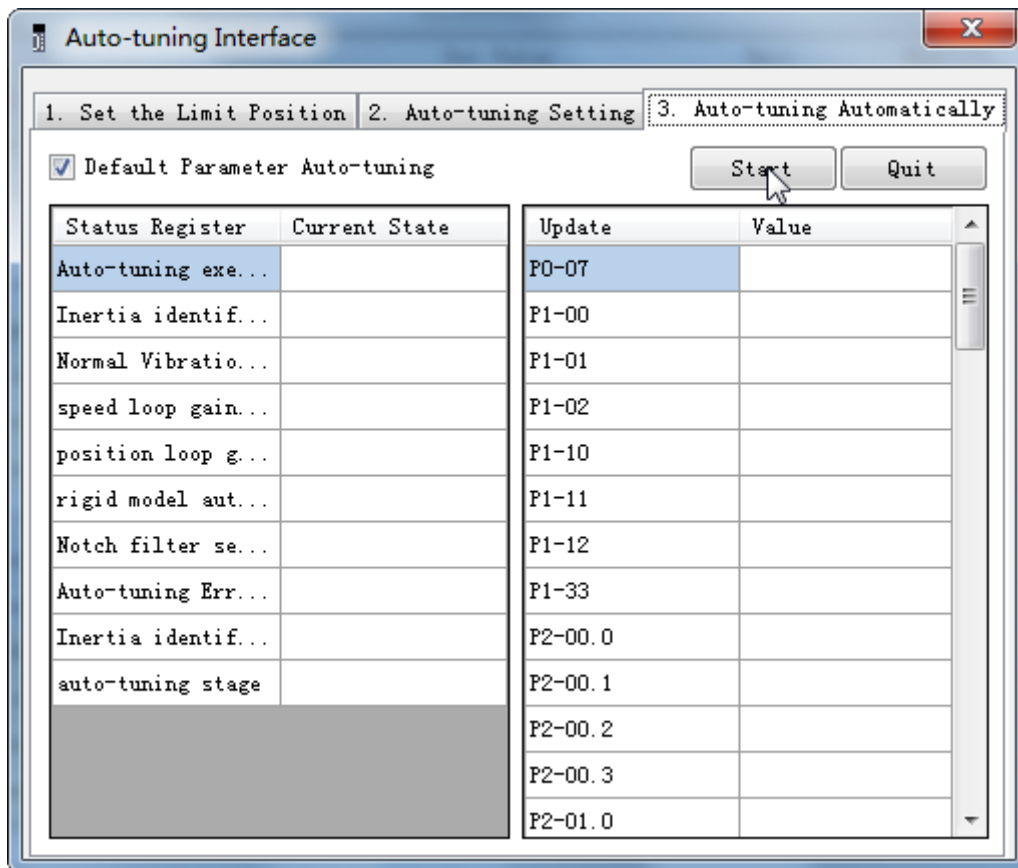 Auto-tuning Interface
1. Set the Limit Position 2. Auto-tuning Setting 3. Auto-tuning Automatically
Default Parameter Auto-tuning Start Quit
Status Register Current State Update Value
Auto-tuning exe... P0-07
Inertia identif... P1-00
Normal Vibratio... P1-01
speed loop gain... P1-02
position loop g... P1-10
rigid model aut... P1-11
Notch filter se... P1-12
Auto-tuning Err... P1-33
Inertia identif... P2-00.0
auto-tuning stage P2-00.1
P2-00.2
P2-00.3
P2-01.0